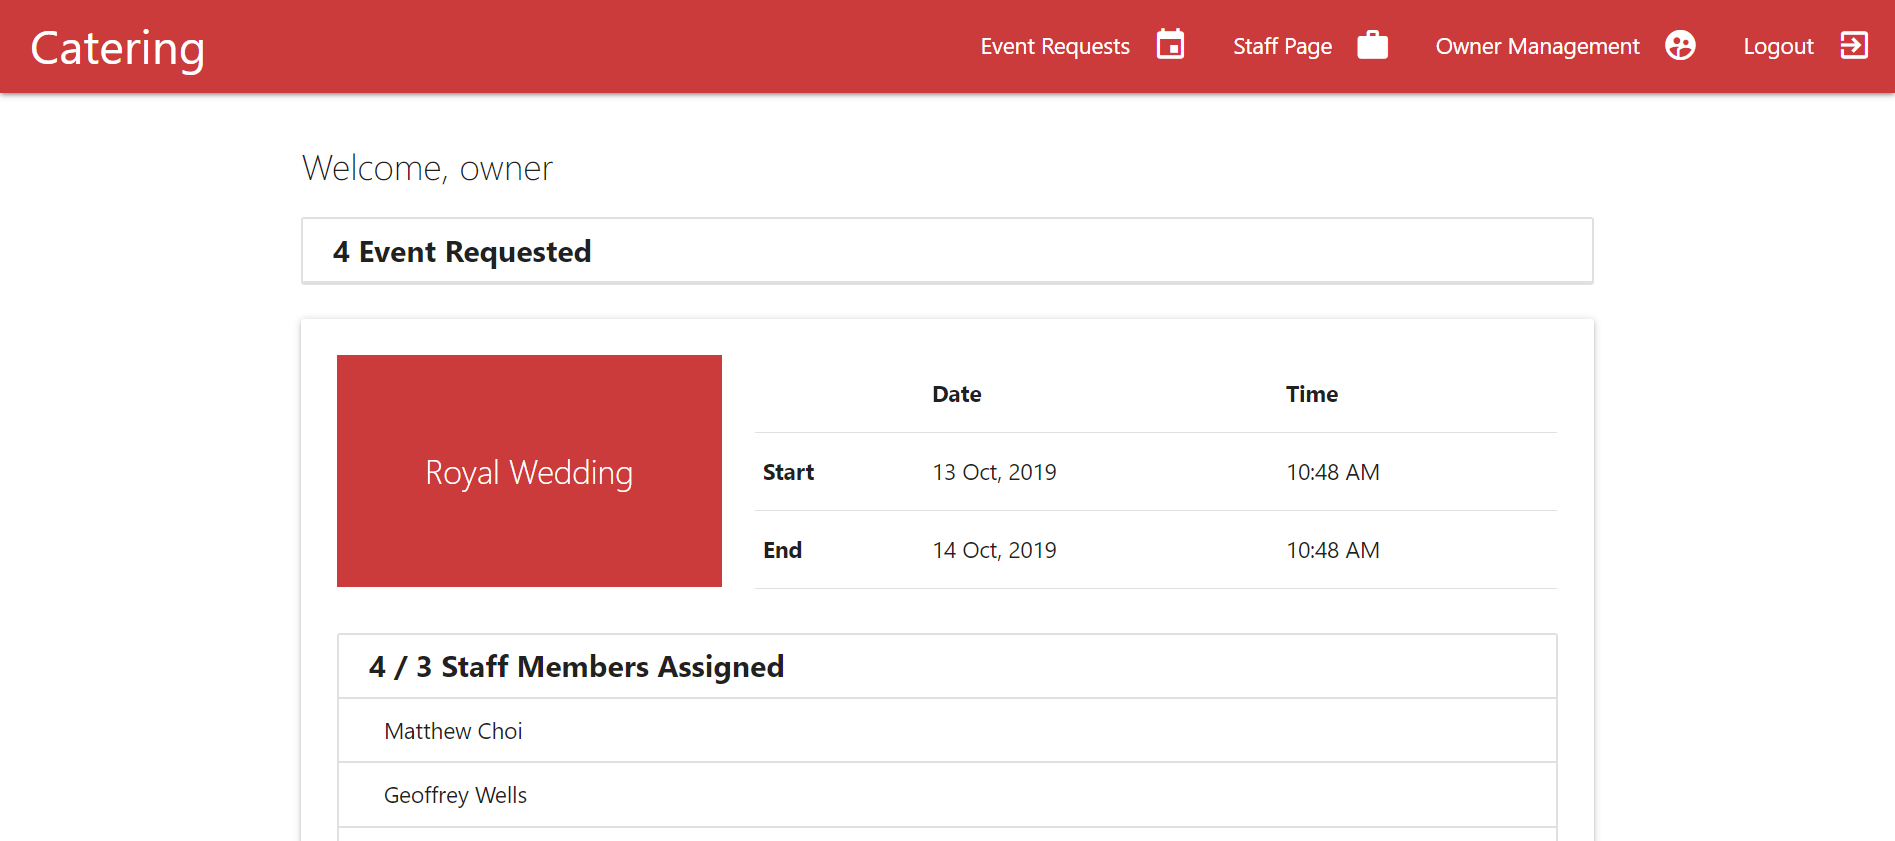 Catering
Event Requests Staff Page Owner Management Logout
Welcome, owner
4 Event Requested
Royal Wedding
Date Time
Start 13 Oct, 2019 10:48 AM
End 14 Oct, 2019 10:48 AM
4 / 3 Staff Members Assigned
Matthew Choi
Geoffrey Wells